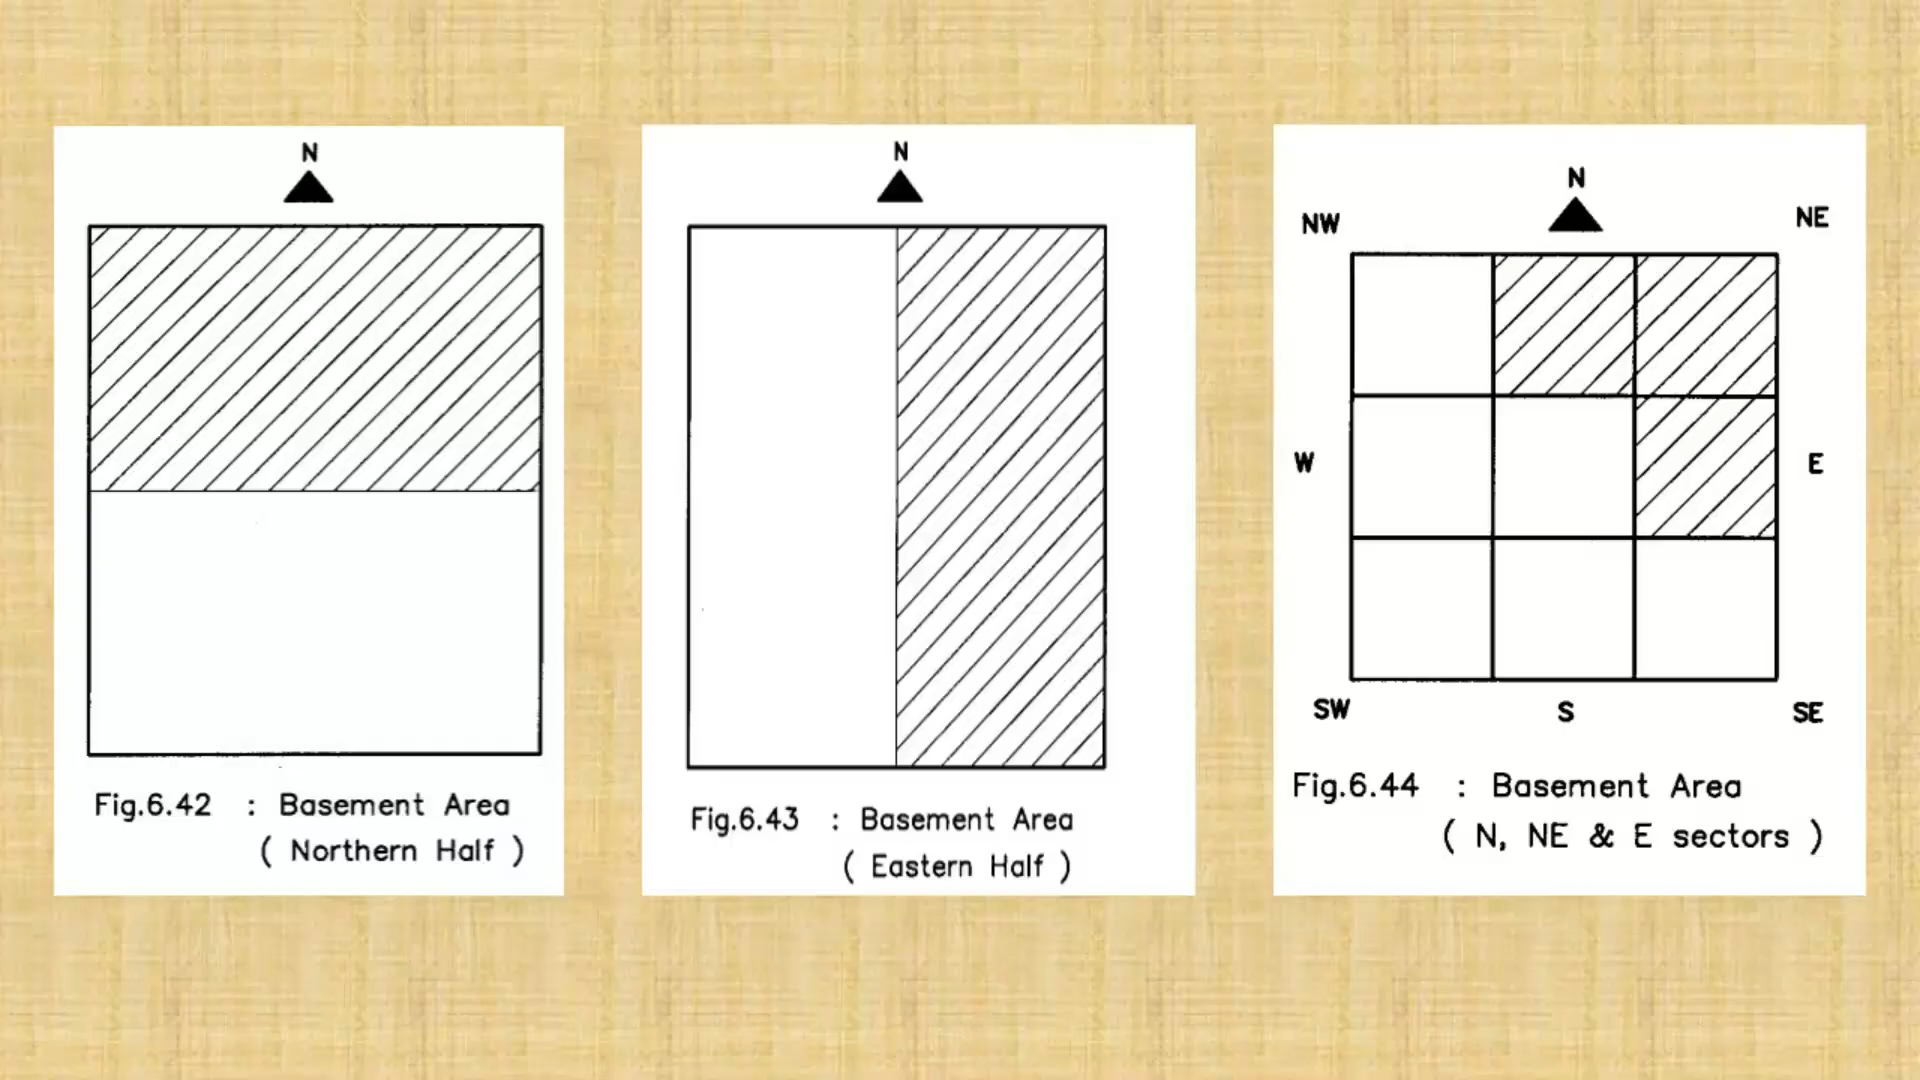 N
Fig.6.42 : Basement Area
( Northern Half )
N
Fig.6.43 : Basement Area
( Eastern Half )
N
NW
NE
W
E
SW
S
SE
Fig.6.44 : Basement Area
( N, NE & E sectors )